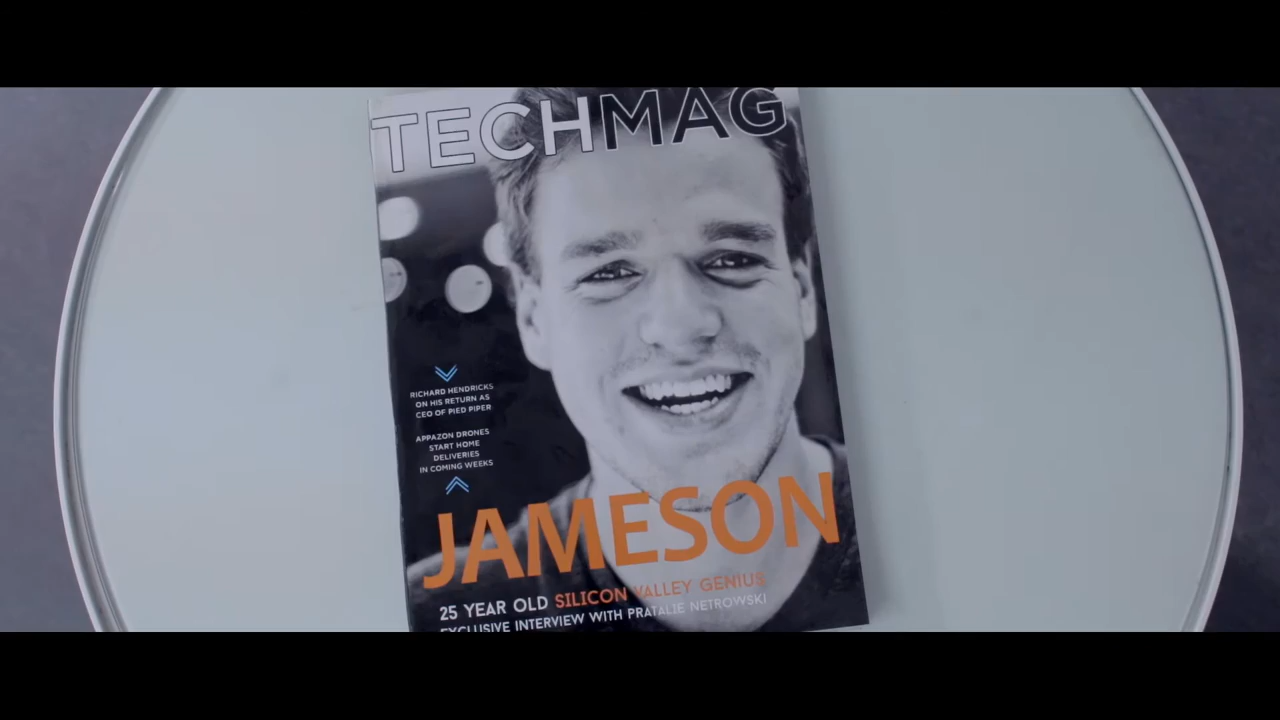 TECHMAG
RICHARD HENDRICKS
ON HIS RETURN AS
CEO OF PIED PIPER
APPAZON DRONES
START HOME
DELIVERIES
IN COMING WEEKS
JAMESON
25 YEAR OLD SILICON VALLEY GENIUS
EXCLUSIVE INTERVIEW WITH PRATALIE NETROWSKI